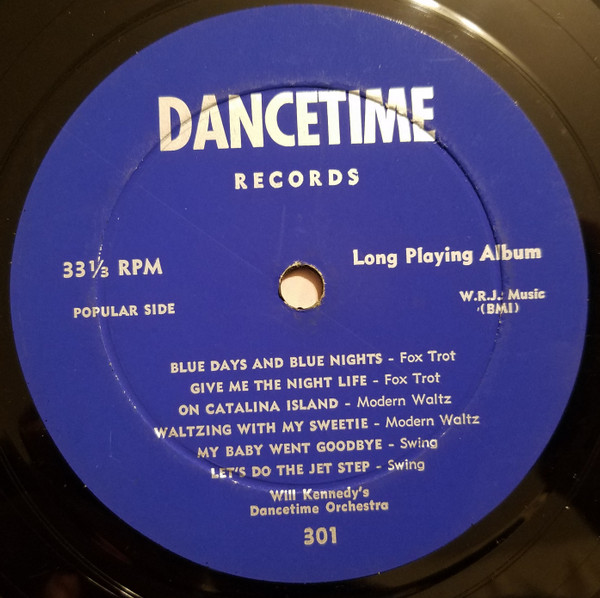 DANCETIME
RECORDS
33 1/3 RPM
Long Playing Album
POPULAR SIDE
W.R.J. Music
(BMI)
BLUE DAYS AND BLUE NIGHTS - Fox Trot
GIVE ME THE NIGHT LIFE - Fox Trot
ON CATALINA ISLAND - Modern Waltz
WALTZING WITH MY SWEETIE - Modern Waltz
MY BABY WENT GOODBYE - Swing
LET'S DO THE JET STEP - Swing
Will Kennedy's
Dancetime Orchestra
301